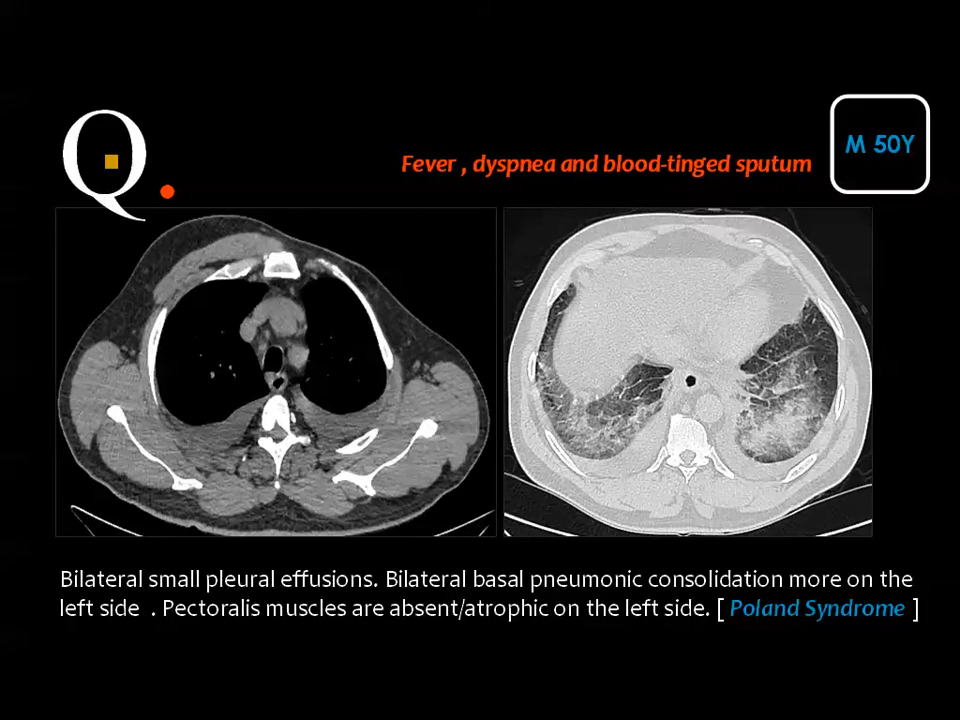 Q.
M 50Y
Fever , dyspnea and blood-tinged sputum
Bilateral small pleural effusions. Bilateral basal pneumonic consolidation more on the
left side . Pectoralis muscles are absent/atrophic on the left side. [ Poland Syndrome ]